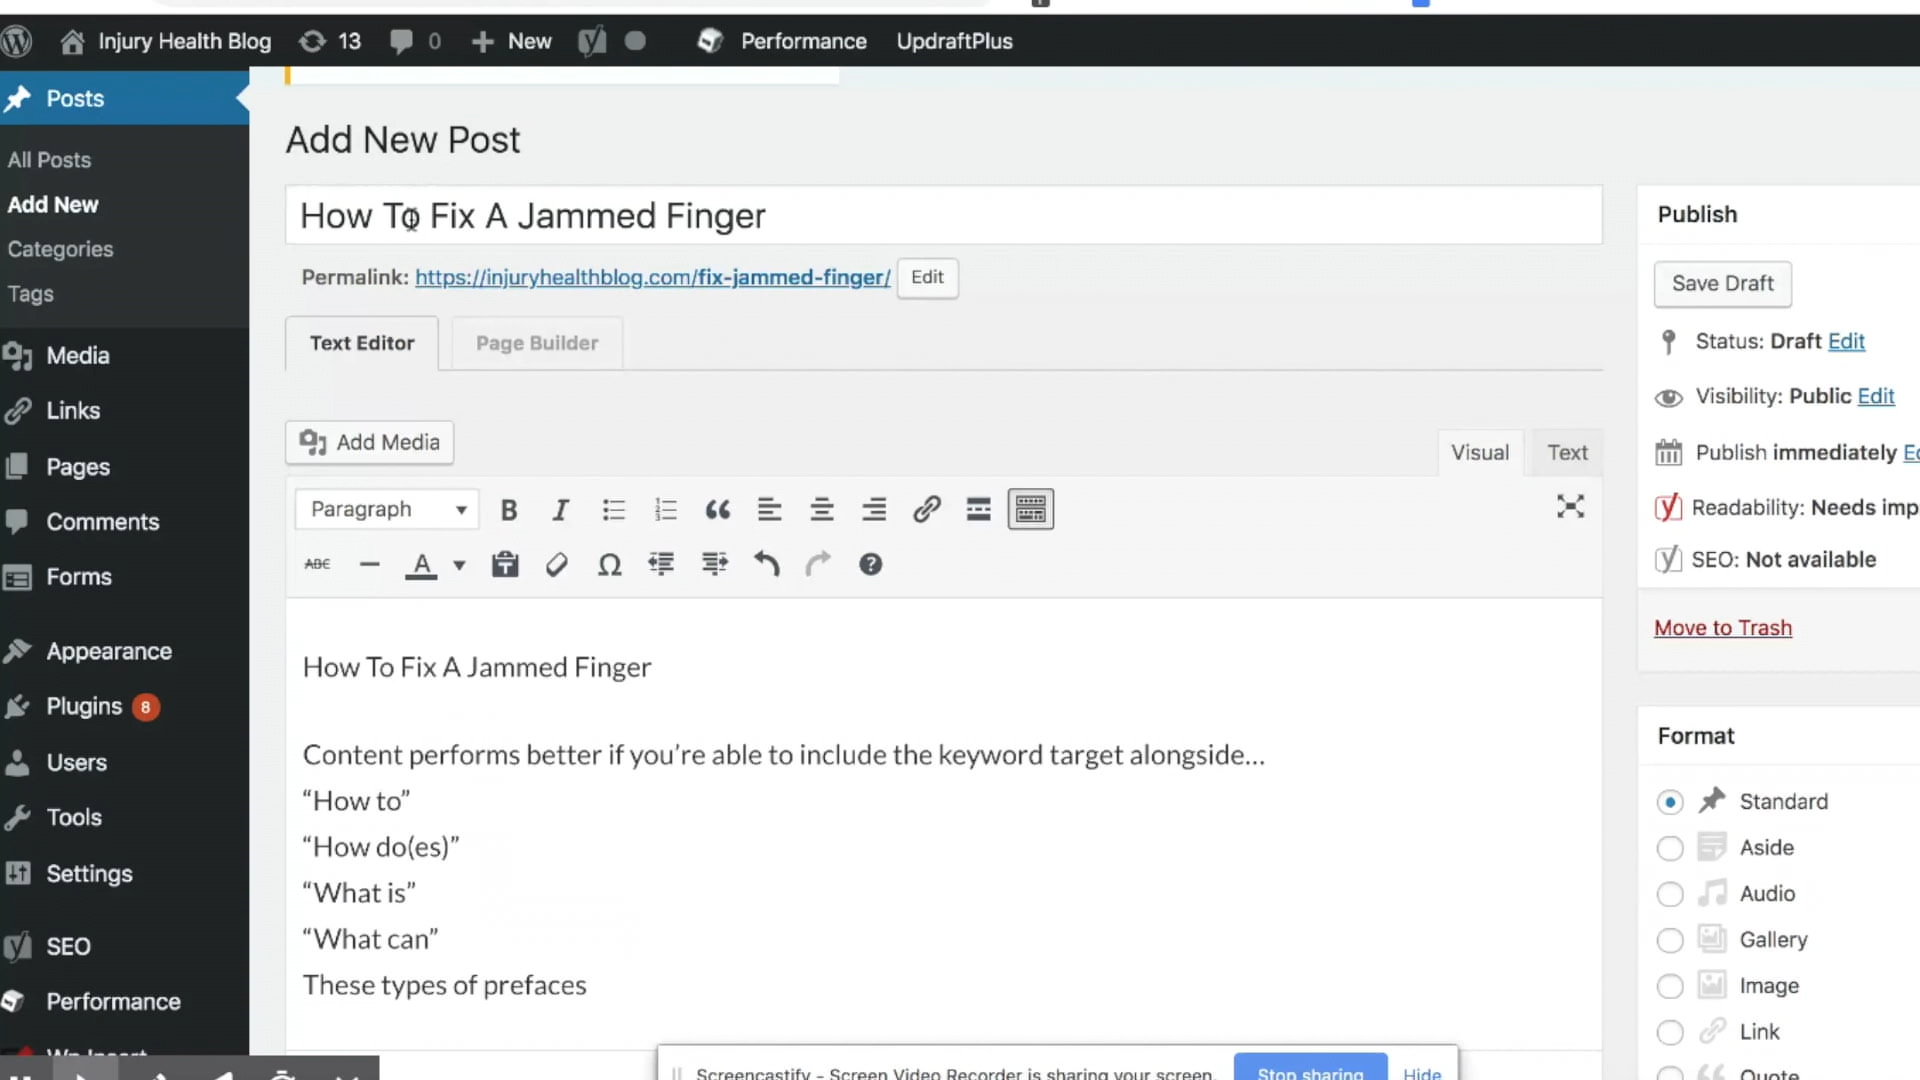 Injury Health Blog 13 0 New Performance UpdraftPlus
Posts
All Posts
Add New
Categories
Tags
Media
Links
Pages
Comments
Forms
Appearance
Plugins 8
Users
Tools
Settings
SEO
Performance
Wp Insert
Add New Post
How To Fix A Jammed Finger
Permalink: https://injuryhealthblog.com/fix-jammed-finger/ Edit
Text Editor Page Builder
Add Media
Visual Text
Paragraph B I
ABC A Ω
How To Fix A Jammed Finger
Content performs better if you’re able to include the keyword target alongside…
“How to”
“How do(es)”
“What is”
“What can”
These types of prefaces
Publish
Save Draft
Status: Draft Edit
Visibility: Public Edit
Publish immediately
Readability: Needs
SEO: Not available
Move to Trash
Format
Standard
Aside
Audio
Gallery
Image
Link
Quote
Screencastify - Screen Video Recorder is sharing your screen. Stop sharing Hide